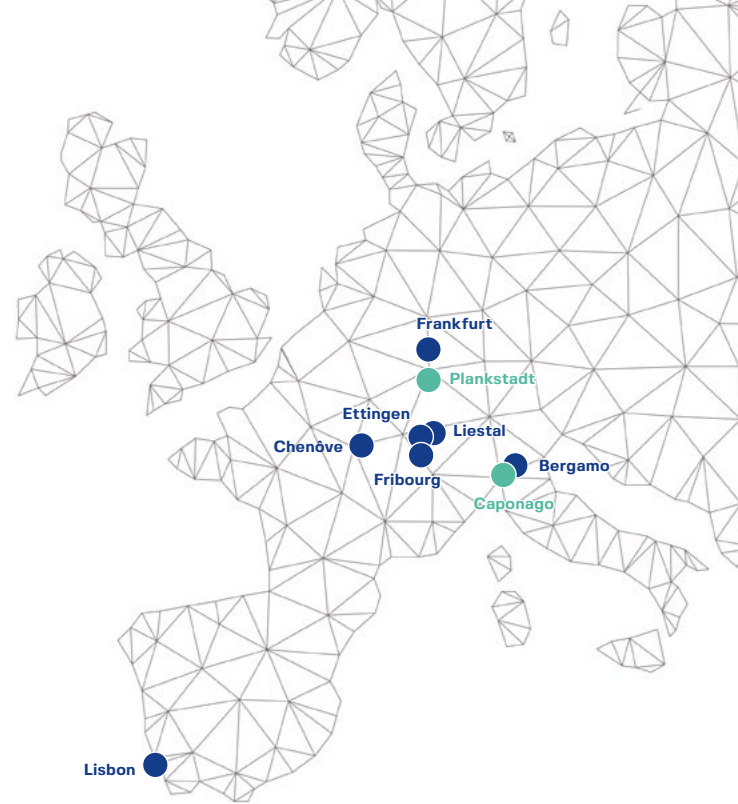 Frankfurt
Plankstadt
Ettingen
Liestal
Chenôve
Bergamo
Fribourg
Caponago
Lisbon